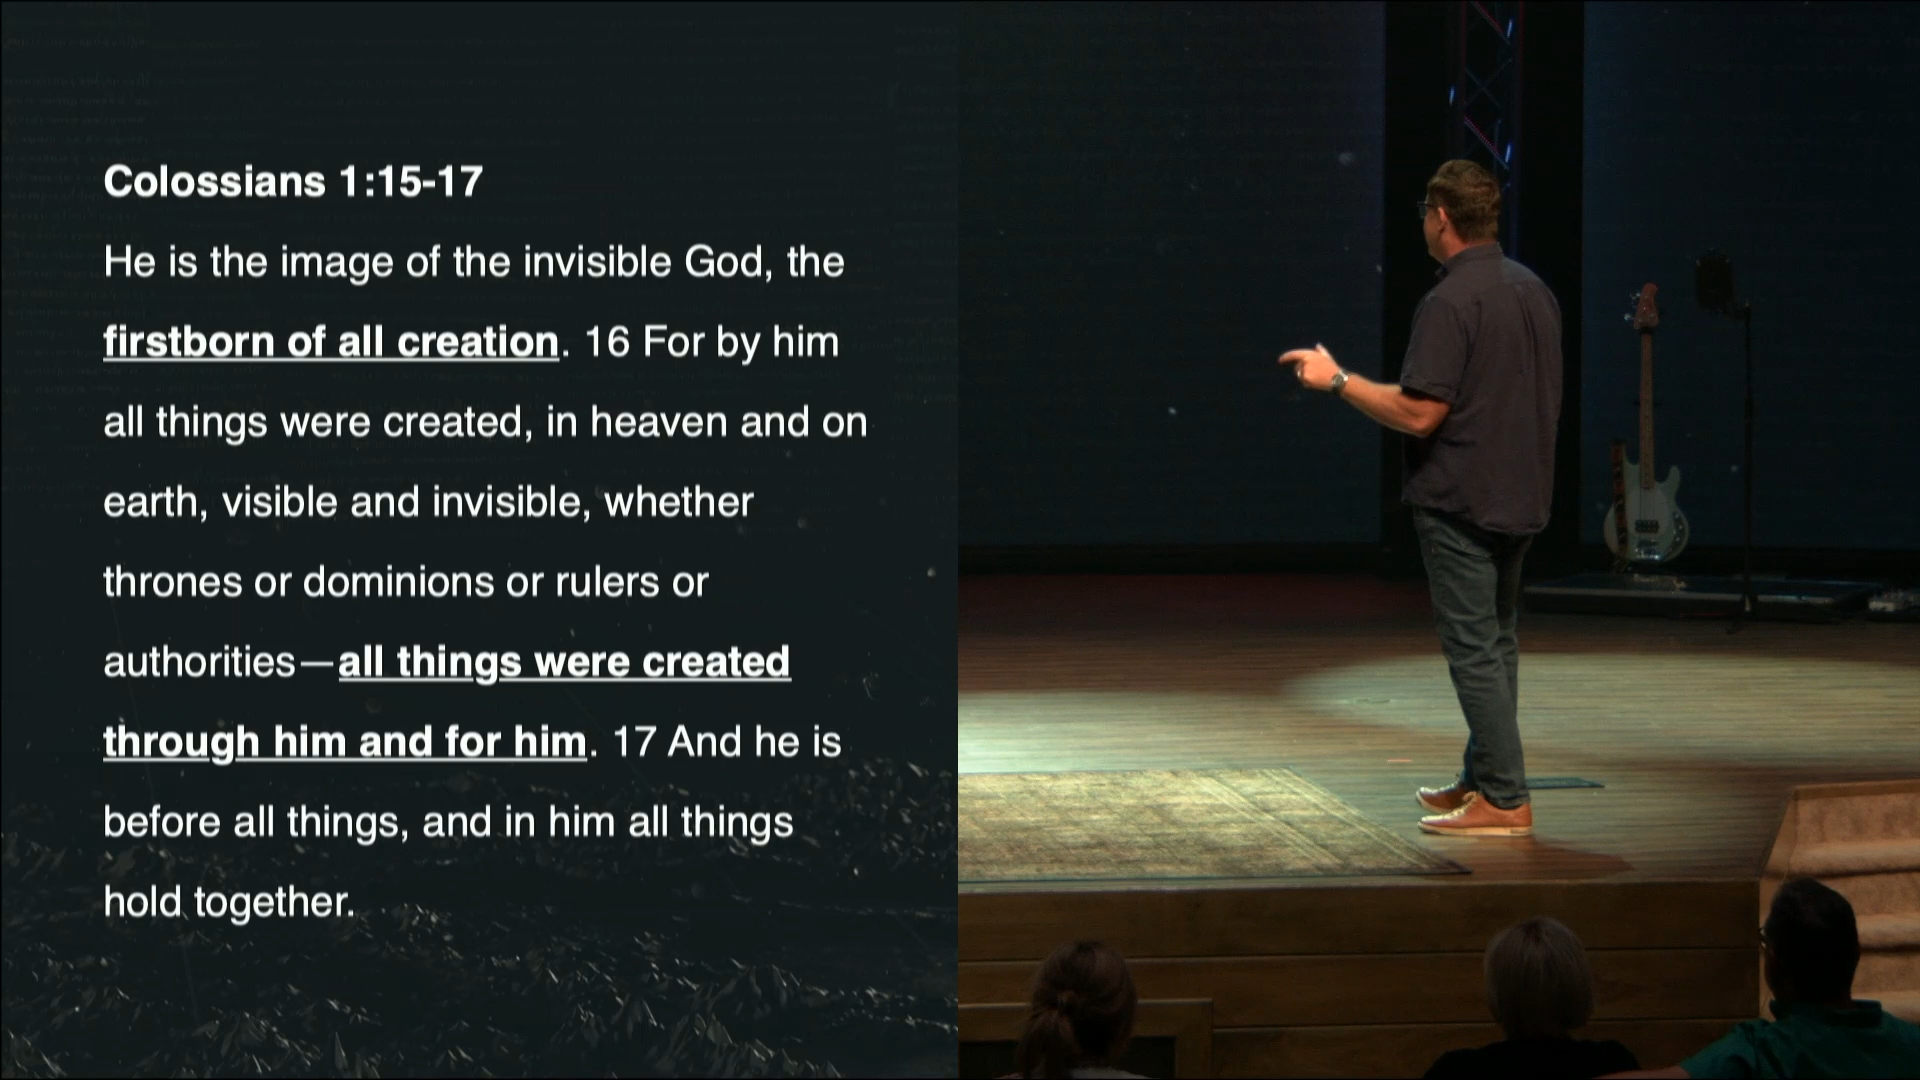 Colossians 1:15-17
He is the image of the invisible God, the
firstborn of all creation. 16 For by him
all things were created, in heaven and on
earth, visible and invisible, whether
thrones or dominions or rulers or
authorities—all things were created
through him and for him. 17 And he is
before all things, and in him all things
hold together.